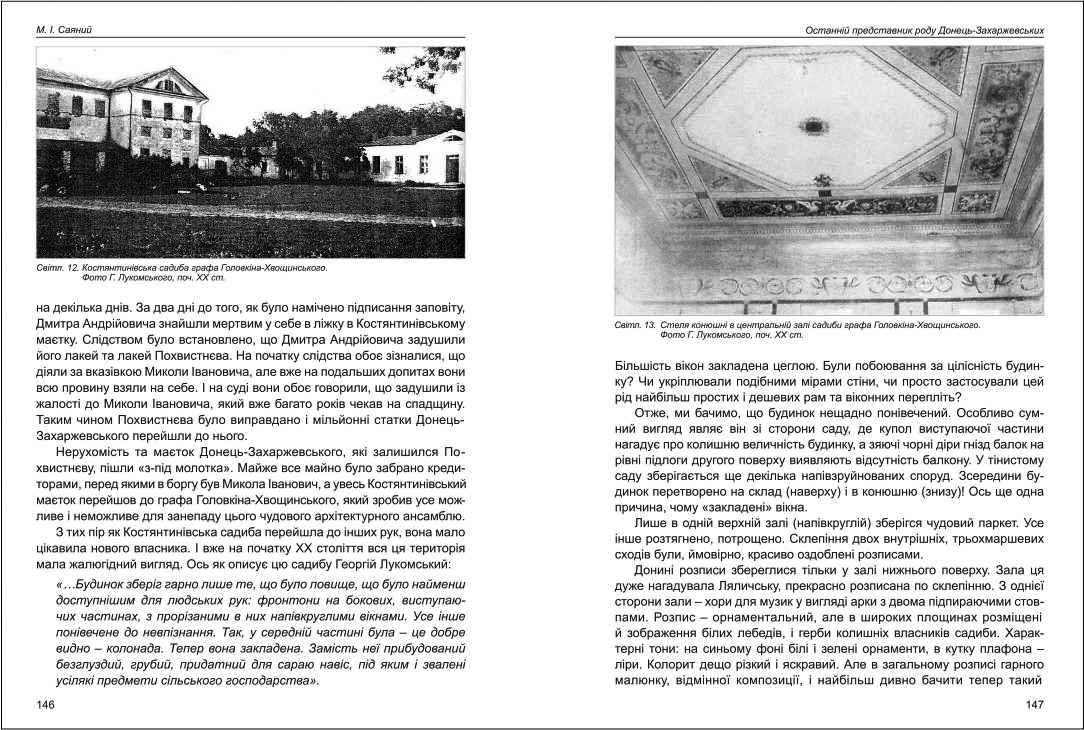 М. І. Саяний
Світл. 12. Костянтинівська садиба графа Головкіна-Хвощинського.
Фото Г. Лукомського, поч. ХХ ст.
на декілька днів. За два дні до того, як було намічено підписання заповіту,
Дмитра Андрійовича знайшли мертвим у себе в ліжку в Костянтинівському
маєтку. Слідством було встановлено, що Дмитра Андрійовича задушили
його лакей та лакей Похвистнєва. На початку слідства обоє зізналися, що
діяли за вказівкою Миколи Івановича, але вже на подальших допитах вони
всю провину взяли на себе. І на суді вони обоє говорили, що задушили із
жалості до Миколи Івановича, який вже багато років чекав на спадщину.
Таким чином Похвистнєва було виправдано і мільйонні статки Донець-
Захаржевського перейшли до нього.
Нерухомість та маєток Донець-Захаржевських, які залишился По-
хвистнєву, пішли «з-під молотка». Майже все майно було забрано креди-
торами, перед якими в боргу був Микола Іванович, а увесь Костянтинівський
маєток перейшов до графа Головкіна-Хвощинського, який зробив усе мож-
ливе і неможливе для занепаду цього чудового архітектурного ансамблю.
З тих пір як Костянтинівська садиба перейшла до інших рук, вона мало
цікавила нового власника. І вже на початку ХХ століття вся ця територія
мала жалюгідний вигляд. Ось як описує цю садибу Георгій Лукомський:
«…Будинок зберіг гарно лише те, що було повище, що було найменш
доступнішим для людських рук: фронтони на бокових, виступаю-
чих частинах, з прорізаними в них напівкруглими вікнами. Усе інше
понівечене до невпізнання. Так, у середній частині була – це добре
видно – колонада. Тепер вона закладена. Замість неї прибудований
безглуздий, грубий, придатний для сараю навіс, під яким і звалені
усілякі предмети сільського господарства».
146
Останній представник роду Донець-Захаржевських
Світл. 13. Стеля конюшні в центральній залі садиби графа Головкіна-Хвощинського.
Фото Г. Лукомського, поч. ХХ ст.
Більшість вікон закладена цеглою. Були побоювання за цілісність будин-
ку? Чи укріплювали подібними мірами стіни, чи просто застосували цей
рід найбільш простих і дешевих рам та віконних перепліть?
Отже, ми бачимо, що будинок нещадно понівечений. Особливо сум-
ний вигляд являє він зі сторони саду, де купол виступаючої частини
нагадує про колишню величність будинку, а зяючі чорні діри гнізд балок на
рівні підлоги другого поверху виявляють відсутність балкону. У тінистому
саду зберігається ще декілька напівзруйнованих споруд. Зсередини бу-
динок перетворено на склад (наверху) і в конюшню (знизу)! Ось ще одна
причина, чому «закладені» вікна.
Лише в одній верхній залі (напівкруглій) зберігся чудовий паркет. Усе
інше розтягнено, потрощено. Склепіння двох внутрішніх, трьохмаршевих
сходів були, ймовірно, красиво оздоблені розписами.
Донині розписи збереглися тільки у залі нижнього поверху. Зала ця
дуже нагадувала Ляличську, прекрасно розписана по склепінню. З однієї
сторони зали – хори для музик у вигляді арки з двома підпираючими стов-
пами. Розпис – орнаментальний, але в широких площинах розміщені
й зображення білих лебедів, і герби колишніх власників садиби. Харак-
терні тони: на синьому фоні білі і зелені орнаменти, в кутку плафона –
ліри. Колорит дещо різкий і яскравий. Але в загальному розписі гарного
малюнку, відмінної композиції, і найбільш дивно бачити тепер такий
147